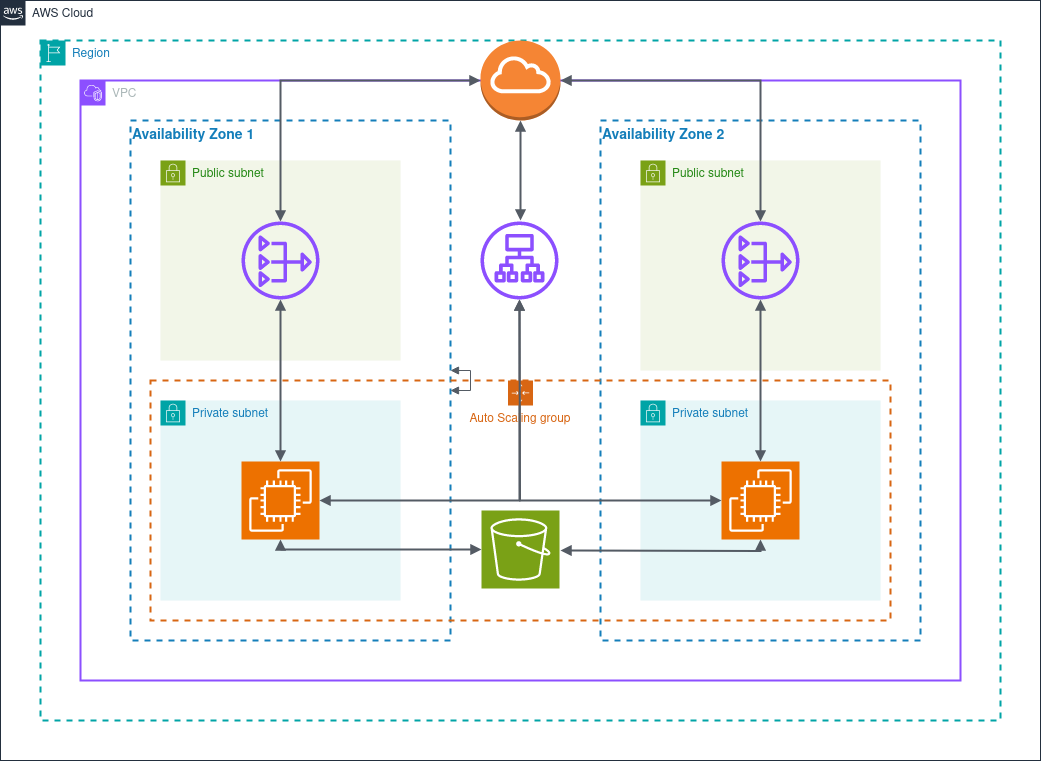 aws
AWS Cloud
Region
VPC
Availability Zone 1
Availability Zone 2
Public subnet
Public subnet
Private subnet
Auto Scaling group
Private subnet